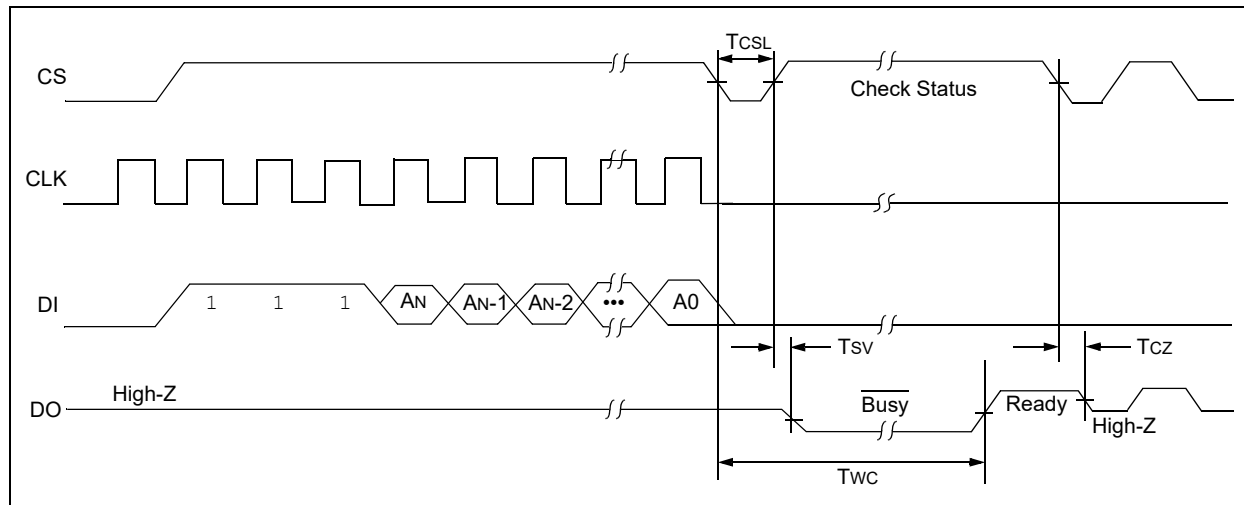 TCSL
CS
Check Status
CLK
DI
1 1 1 AN AN-1 AN-2 ••• A0
TSV
TCZ
DO
High-Z
Busy
Ready
High-Z
TWC